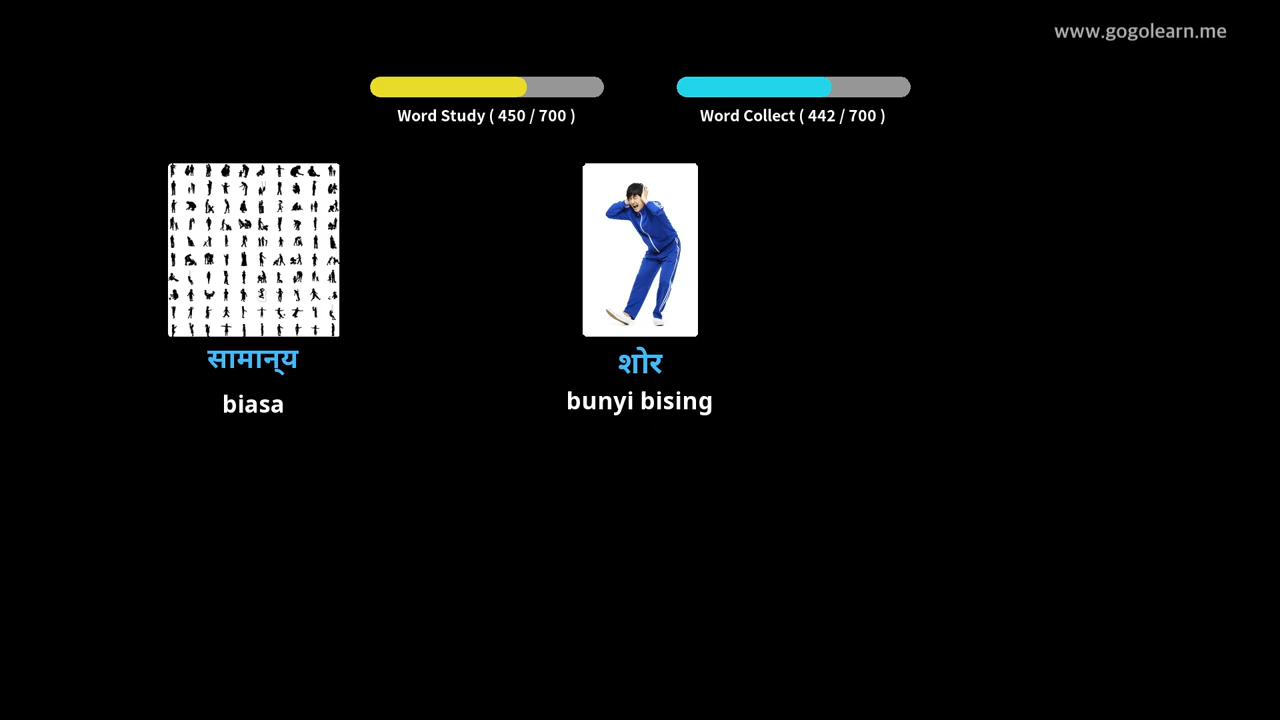 www.gogolearn.me
Word Study ( 450 / 700 )
Word Collect ( 442 / 700 )
सामान्य
biasa
शोर
bunyi bising